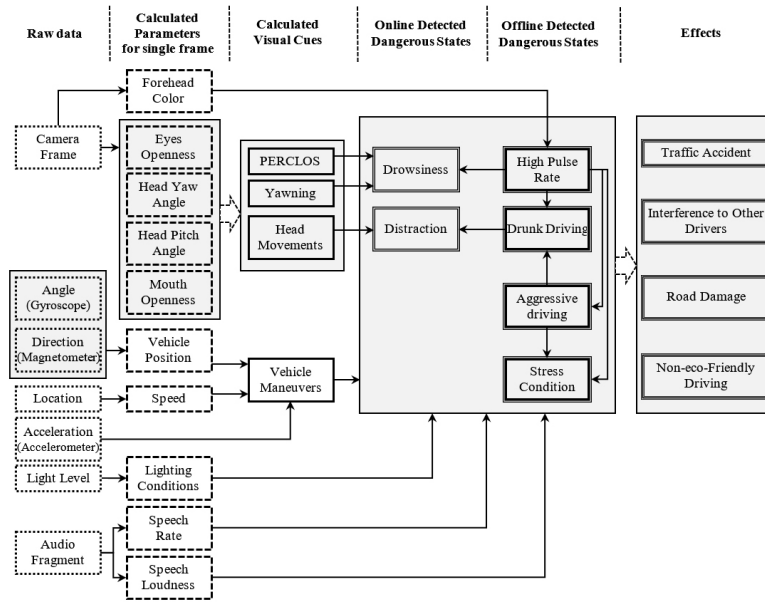 Raw data
Calculated
Parameters
for single frame
Calculated
Visual Cues
Online Detected
Dangerous States
Offline Detected
Dangerous States
Effects
Forehead
Color
Camera
Frame
Eyes
Openness
Head Yaw
Angle
Head Pitch
Angle
Mouth
Openness
PERCLOS
Yawning
Head
Movements
Drowsiness
Distraction
High Pulse
Rate
Drunk Driving
Aggressive
driving
Stress
Condition
Traffic Accident
Interference to Other
Drivers
Road Damage
Non-eco-Friendly
Driving
Angle
(Gyroscope)
Direction
(Magnetometer)
Vehicle
Position
Vehicle
Maneuvers
Location
Speed
Acceleration
(Accelerometer)
Light Level
Lighting
Conditions
Audio
Fragment
Speech
Rate
Speech
Loudness